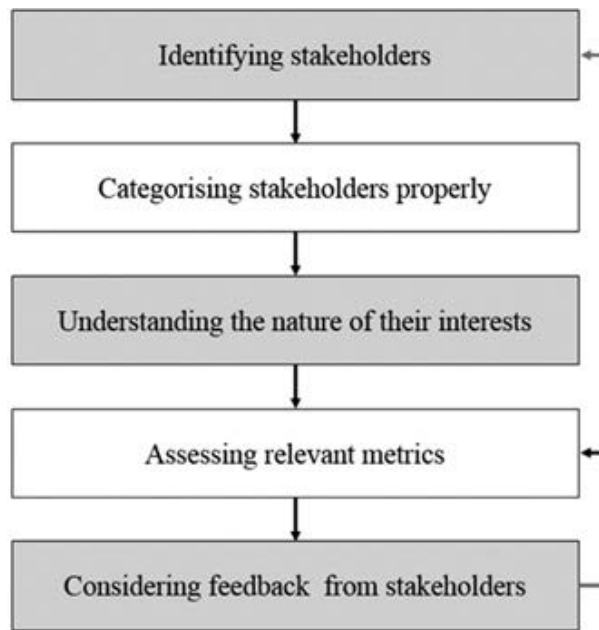 Identifying stakeholders
Categorising stakeholders properly
Understanding the nature of their interests
Assessing relevant metrics
Considering feedback from stakeholders